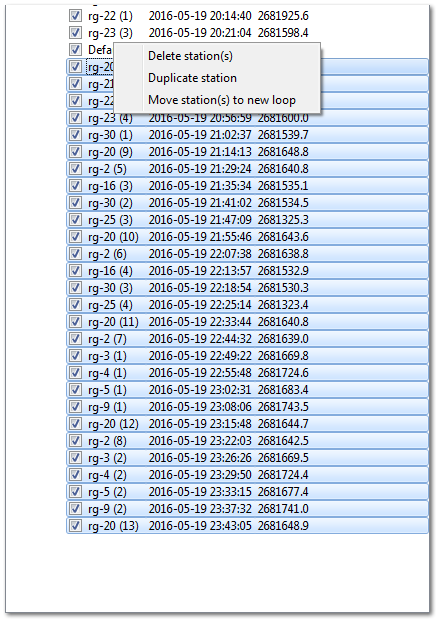 rg-22 (1) 2016-05-19 20:14:40 2681925.6
rg-23 (3) 2016-05-19 20:21:04 2681598.4
Delete station(s)
Duplicate station
Move station(s) to new loop
rg-23 (4) 2016-05-19 20:56:59 2681600.0
rg-30 (1) 2016-05-19 21:02:37 2681539.7
rg-20 (9) 2016-05-19 21:14:13 2681648.8
rg-2 (5) 2016-05-19 21:29:24 2681640.8
rg-16 (3) 2016-05-19 21:35:34 2681535.1
rg-30 (2) 2016-05-19 21:41:02 2681534.5
rg-25 (3) 2016-05-19 21:47:09 2681325.3
rg-20 (10) 2016-05-19 21:55:46 2681643.6
rg-2 (6) 2016-05-19 22:07:38 2681638.8
rg-16 (4) 2016-05-19 22:13:57 2681532.9
rg-30 (3) 2016-05-19 22:18:54 2681530.3
rg-25 (4) 2016-05-19 22:25:14 2681323.4
rg-20 (11) 2016-05-19 22:33:44 2681640.8
rg-2 (7) 2016-05-19 22:44:32 2681639.0
rg-3 (1) 2016-05-19 22:49:22 2681669.8
rg-4 (1) 2016-05-19 22:55:48 2681724.6
rg-5 (1) 2016-05-19 23:02:31 2681683.4
rg-9 (1) 2016-05-19 23:08:06 2681743.5
rg-20 (12) 2016-05-19 23:15:48 2681644.7
rg-2 (8) 2016-05-19 23:22:03 2681642.5
rg-3 (2) 2016-05-19 23:26:26 2681669.5
rg-4 (2) 2016-05-19 23:29:50 2681724.4
rg-5 (2) 2016-05-19 23:33:15 2681677.4
rg-9 (2) 2016-05-19 23:37:32 2681741.0
rg-20 (13) 2016-05-19 23:43:05 2681648.9